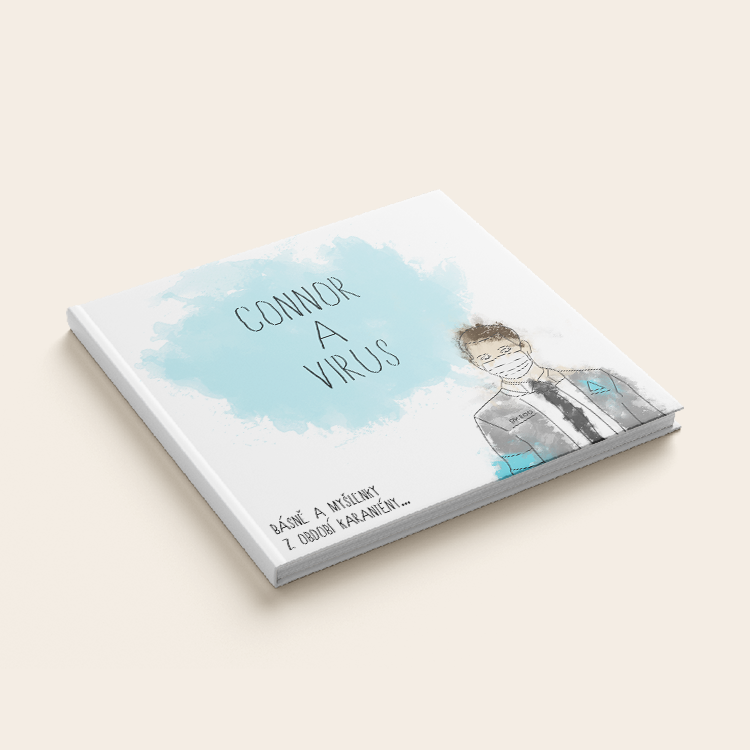 CONNOR
A
VIRUS
BÁSNĚ A MYŠLENKY
Z OBDOBÍ KARANTÉNY...